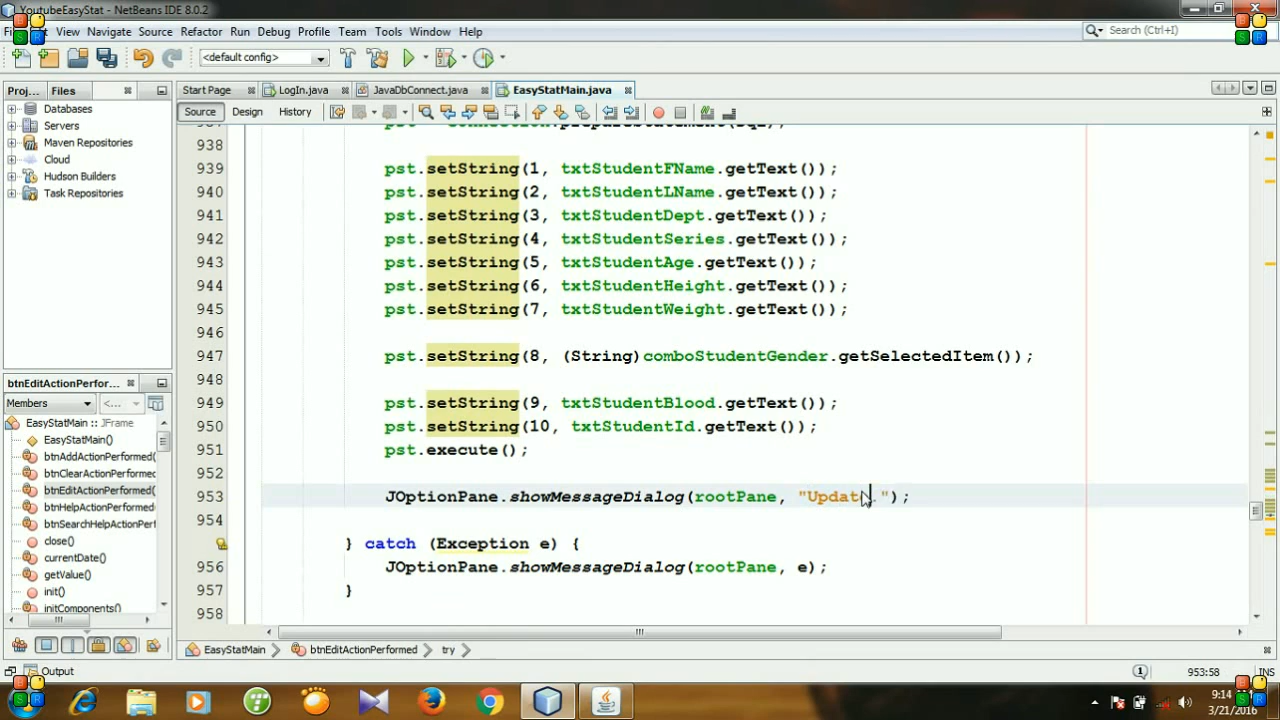 YoutubeEasyStat - NetBeans IDE 8.0.2
View Navigate Source Refactor Run Debug Profile Team Tools Window Help
Search (Ctrl+I)
<default config>
Proj... Files
Start Page LogIn.java JavaDbConnect.java EasyStatMain.java
Source Design History
Databases
Servers
Maven Repositories
Cloud
Hudson Builders
Task Repositories
938
939 pst.setString(1, txtStudentFName.getText());
940 pst.setString(2, txtStudentLName.getText());
941 pst.setString(3, txtStudentDept.getText());
942 pst.setString(4, txtStudentSeries.getText());
943 pst.setString(5, txtStudentAge.getText());
944 pst.setString(6, txtStudentHeight.getText());
945 pst.setString(7, txtStudentWeight.getText());
946
947 pst.setString(8, (String)comboStudentGender.getSelectedItem());
948
949 pst.setString(9, txtStudentBlood.getText());
950 pst.setString(10, txtStudentId.getText());
951 pst.execute();
952
953 JOptionPane.showMessageDialog(rootPane,
954
} catch (Exception e) {
956 JOptionPane.showMessageDialog(rootPane, e);
957 }
958
btnEditActionPerfor...
Members <...
EasyStatMain :: JFrame
EasyStatMain()
btnAddActionPerformed
btnClearActionPerformed
btnEditActionPerformed
btnHelpActionPerformed
btnSearchHelpActionPerf
close()
currentDate()
getValue()
init()
initComponents()
EasyStatMain btnEditActionPerformed try
Output
1 953:58 INS
9:14
3/21/2016